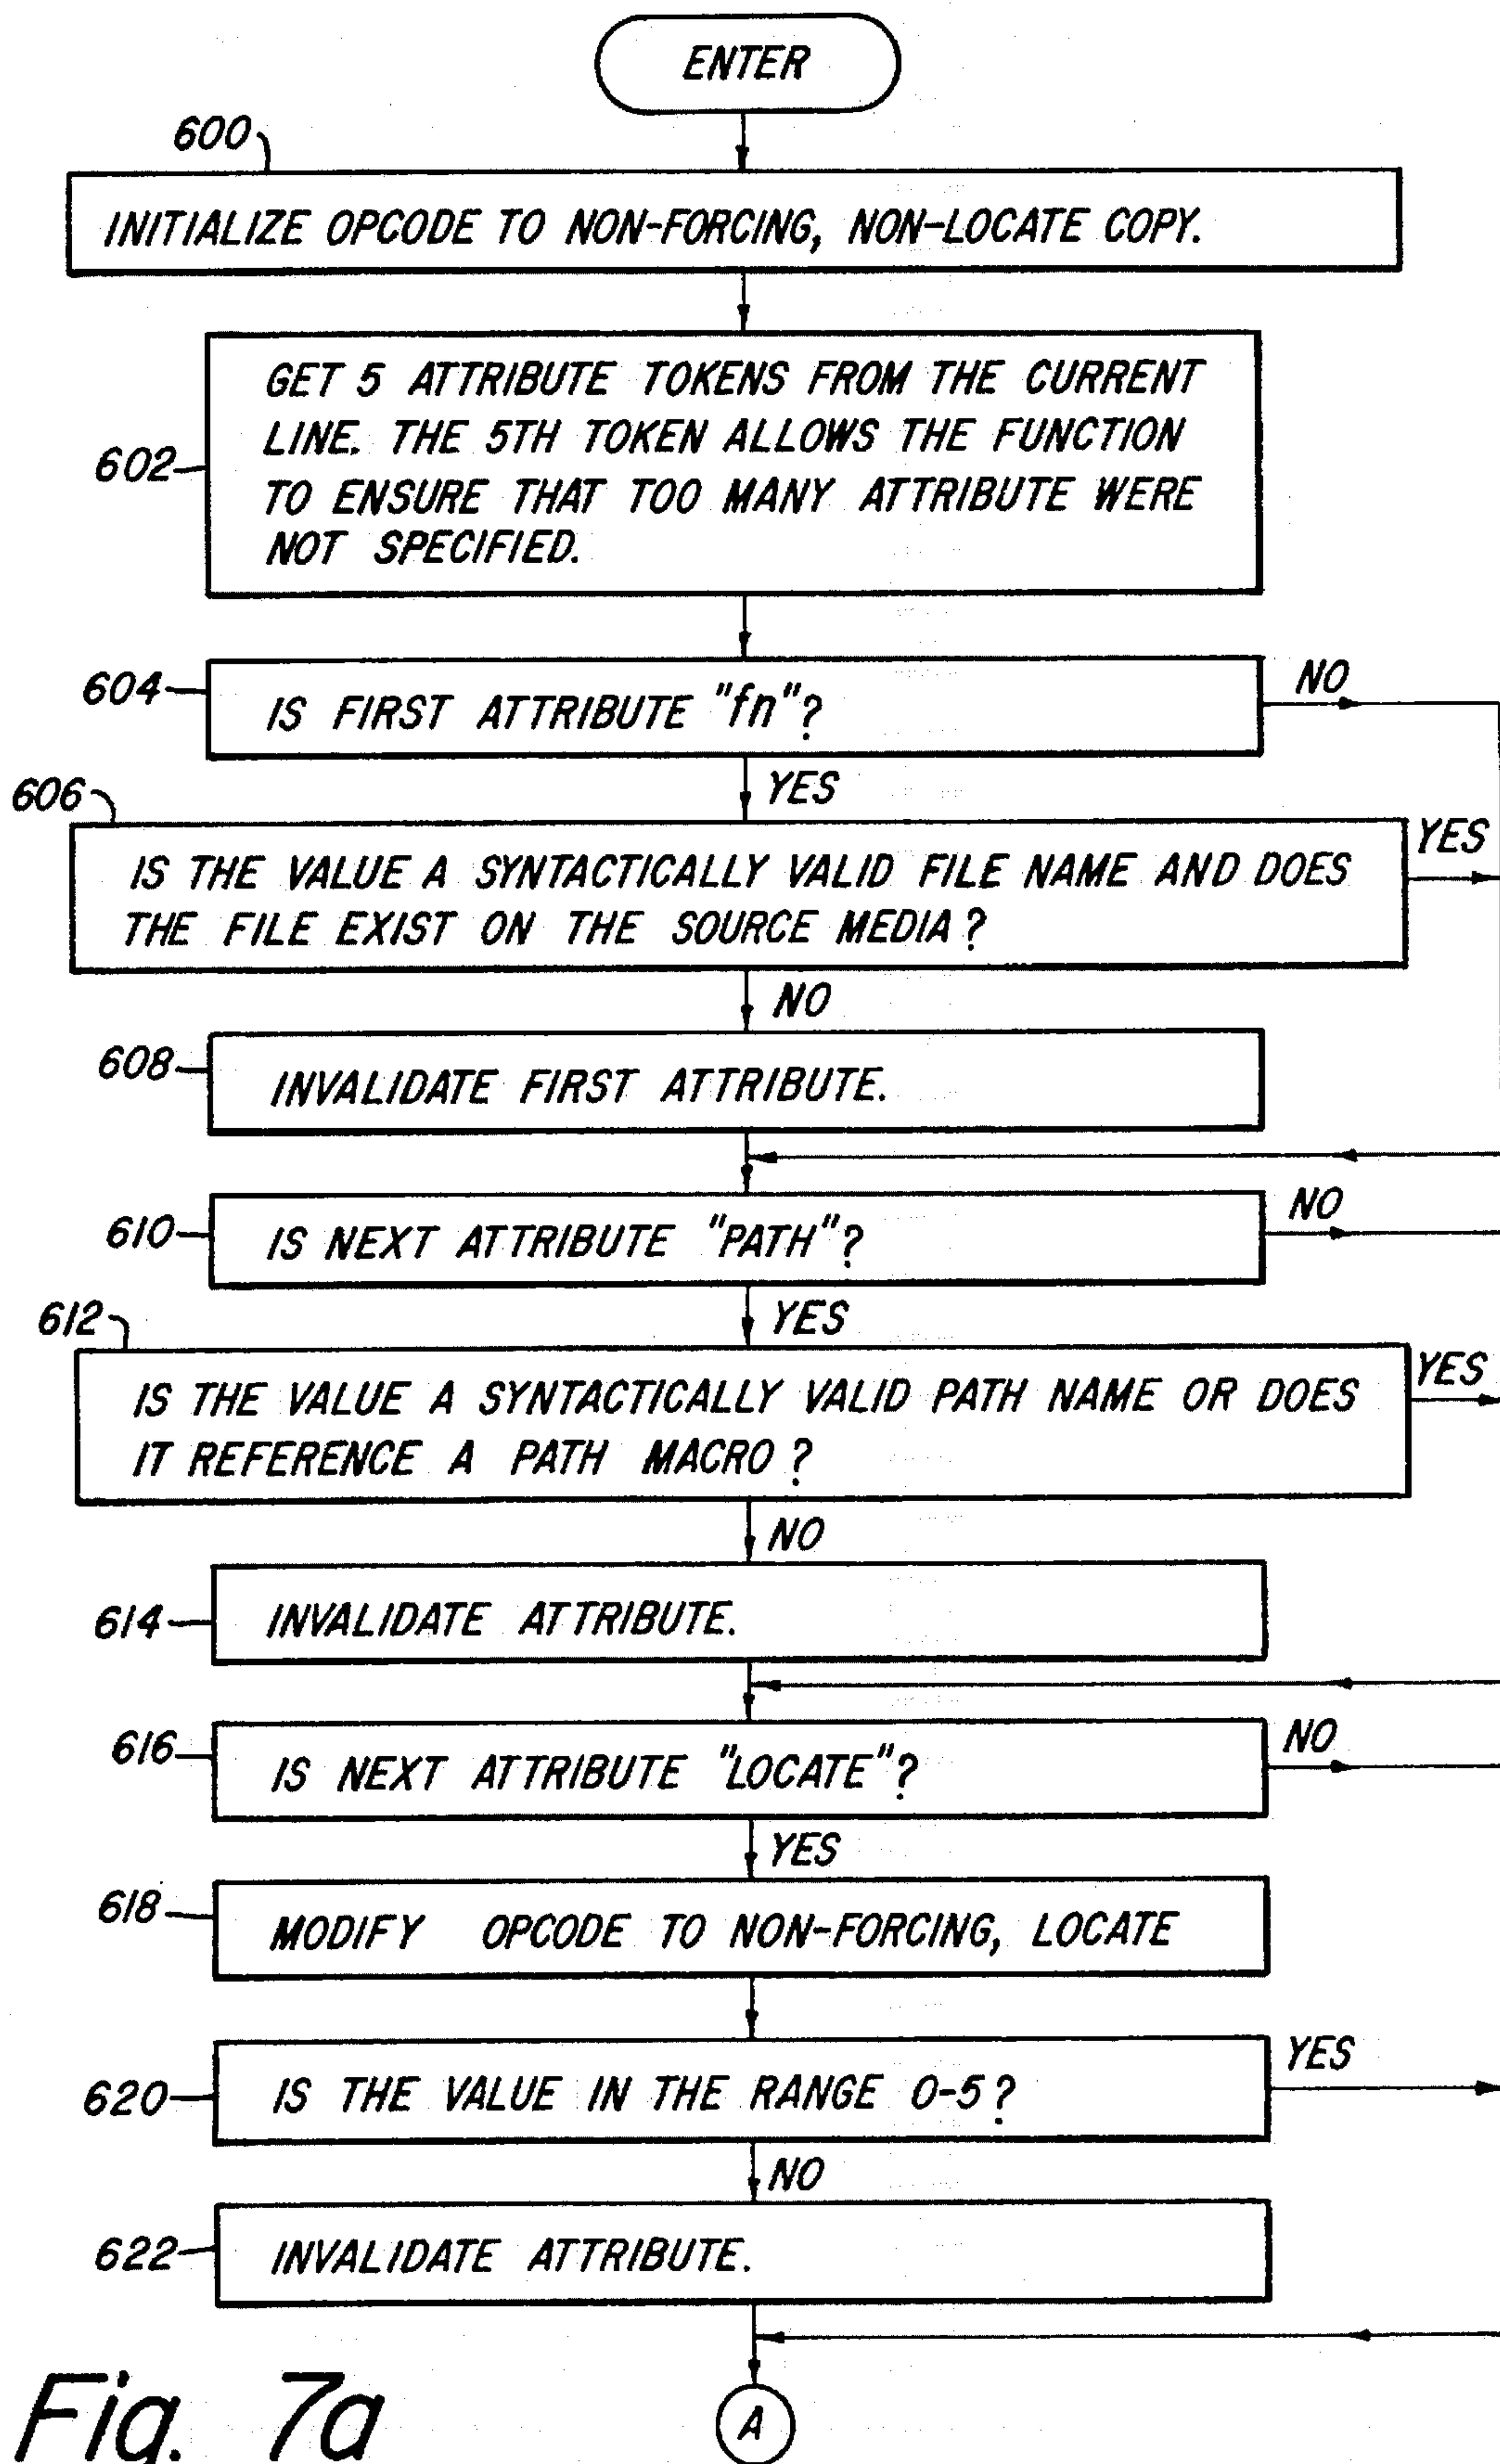 ENTER
600
INITIALIZE OPCODE TO NON-FORCING, NON-LOCATE COPY.
602
GET 5 ATTRIBUTE TOKENS FROM THE CURRENT
LINE. THE 5TH TOKEN ALLOWS THE FUNCTION
TO ENSURE THAT TOO MANY ATTRIBUTE WERE
NOT SPECIFIED.
604
IS FIRST ATTRIBUTE "fn"?
NO
YES
606
IS THE VALUE A SYNTACTICALLY VALID FILE NAME AND DOES
THE FILE EXIST ON THE SOURCE MEDIA?
YES
NO
608
INVALIDATE FIRST ATTRIBUTE.
610
IS NEXT ATTRIBUTE "PATH"?
NO
YES
612
IS THE VALUE A SYNTACTICALLY VALID PATH NAME OR DOES
IT REFERENCE A PATH MACRO?
YES
NO
614
INVALIDATE ATTRIBUTE.
616
IS NEXT ATTRIBUTE "LOCATE"?
NO
YES
618
MODIFY OPCODE TO NON-FORCING, LOCATE
620
IS THE VALUE IN THE RANGE 0-5?
YES
NO
622
INVALIDATE ATTRIBUTE.
A
Fig. 7a